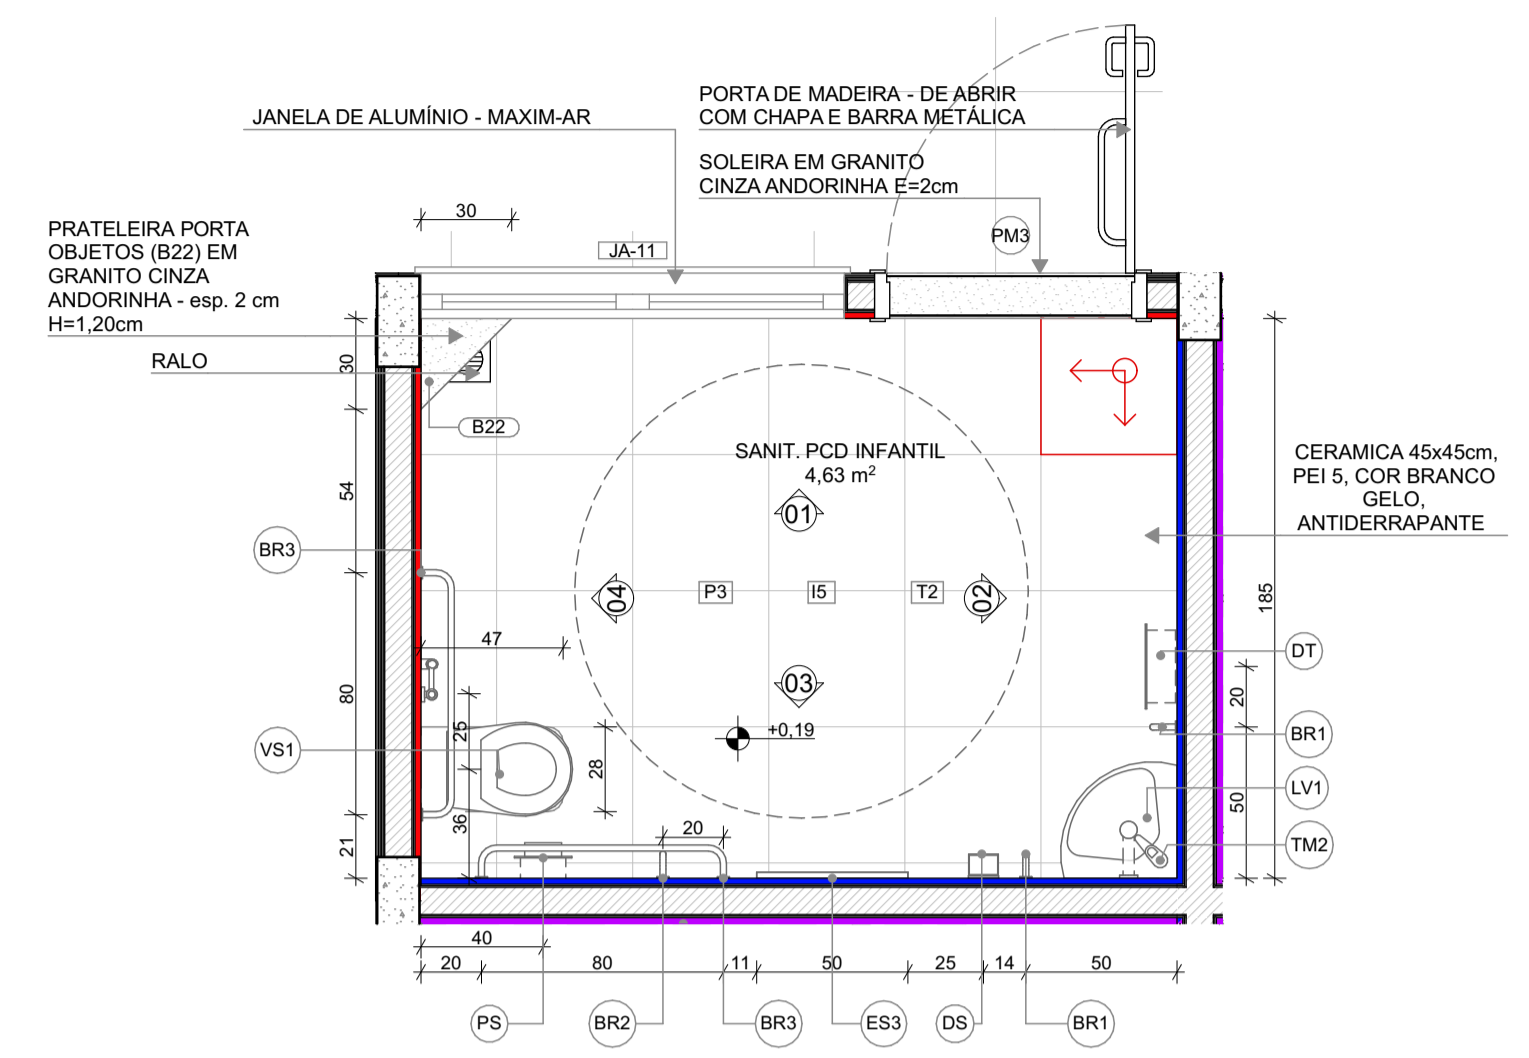 JANELA DE ALUMÍNIO - MAXIM-AR
PORTA DE MADEIRA - DE ABRIR
COM CHAPA E BARRA METÁLICA
SOLEIRA EM GRANITO
CINZA ANDORINHA E=2cm
30
PM3
JA-11
PRATELEIRA PORTA
OBJETOS (B22) EM
GRANITO CINZA
ANDORINHA - esp. 2 cm
H=1,20cm
RALO
30
B22
SANIT. PCD INFANTIL
4,63 m²
CERAMICA 45x45cm,
PEI 5, COR BRANCO
GELO,
ANTIDERRAPANTE
54
01
BR3
P3
I5
T2
04
02
185
47
DT
03
80
20
25
+0,19
BR1
VS1
28
LV1
50
36
20
21
TM2
40
20
80
11
50
25
14
50
PS
BR2
BR3
ES3
DS
BR1